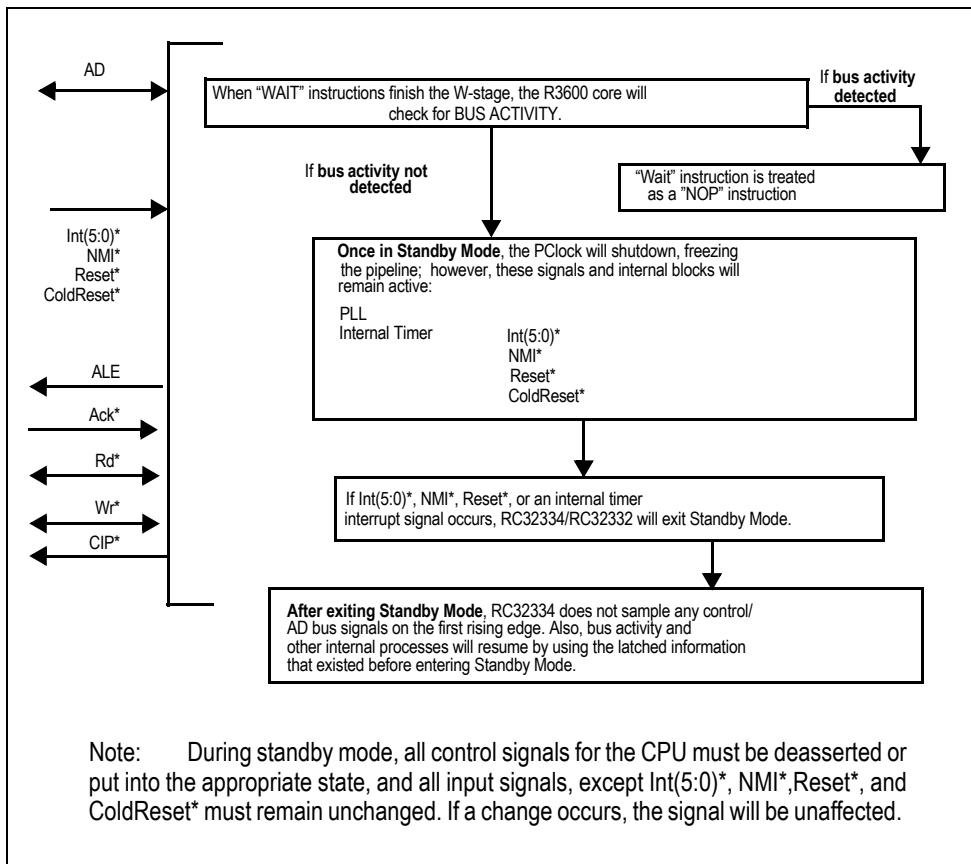 AD
When "WAIT" instructions finish the W-stage, the R3600 core will
check for BUS ACTIVITY.
If bus activity
detected
If bus activity not
detected
"Wait" instruction is treated
as a "NOP" instruction
Int(5:0)*
NMI*
Reset*
ColdReset*
Once in Standby Mode, the PClock will shutdown, freezing
the pipeline; however, these signals and internal blocks will
remain active:
PLL
Internal Timer
Int(5:0)*
NMI*
Reset*
ColdReset*
ALE
Ack*
Rd*
Wr*
CIP*
If Int(5:0)*, NMI*, Reset*, or an internal timer
interrupt signal occurs, RC32334/RC32332 will exit Standby Mode.
After exiting Standby Mode, RC32334 does not sample any control/
AD bus signals on the first rising edge. Also, bus activity and
other internal processes will resume by using the latched information
that existed before entering Standby Mode.
Note: During standby mode, all control signals for the CPU must be deasserted or
put into the appropriate state, and all input signals, except Int(5:0)*, NMI*,Reset*, and
ColdReset* must remain unchanged. If a change occurs, the signal will be unaffected.